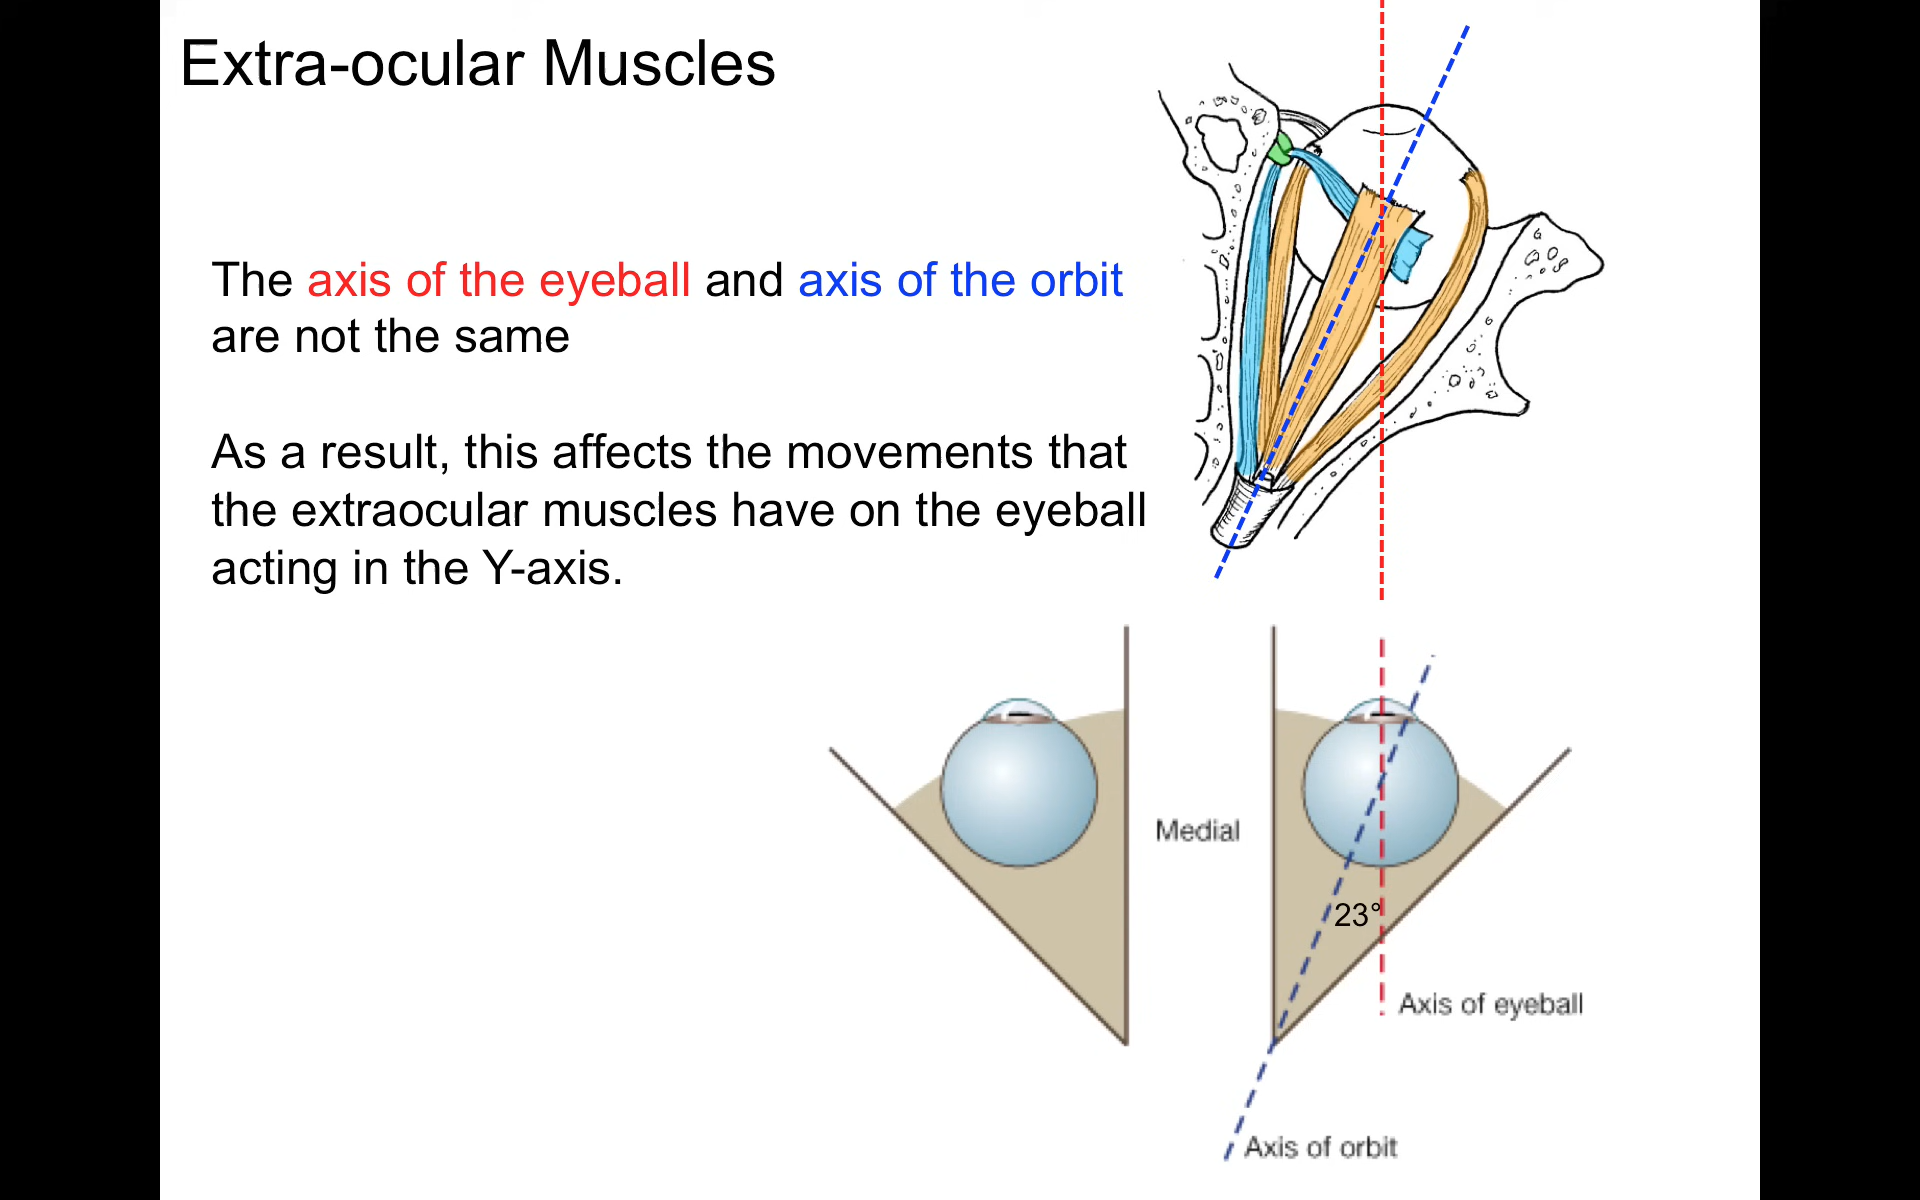 Extra-ocular Muscles
The axis of the eyeball and axis of the orbit
are not the same
As a result, this affects the movements that
the extraocular muscles have on the eyeball
acting in the Y-axis.
Medial
23°
Axis of eyeball
Axis of orbit